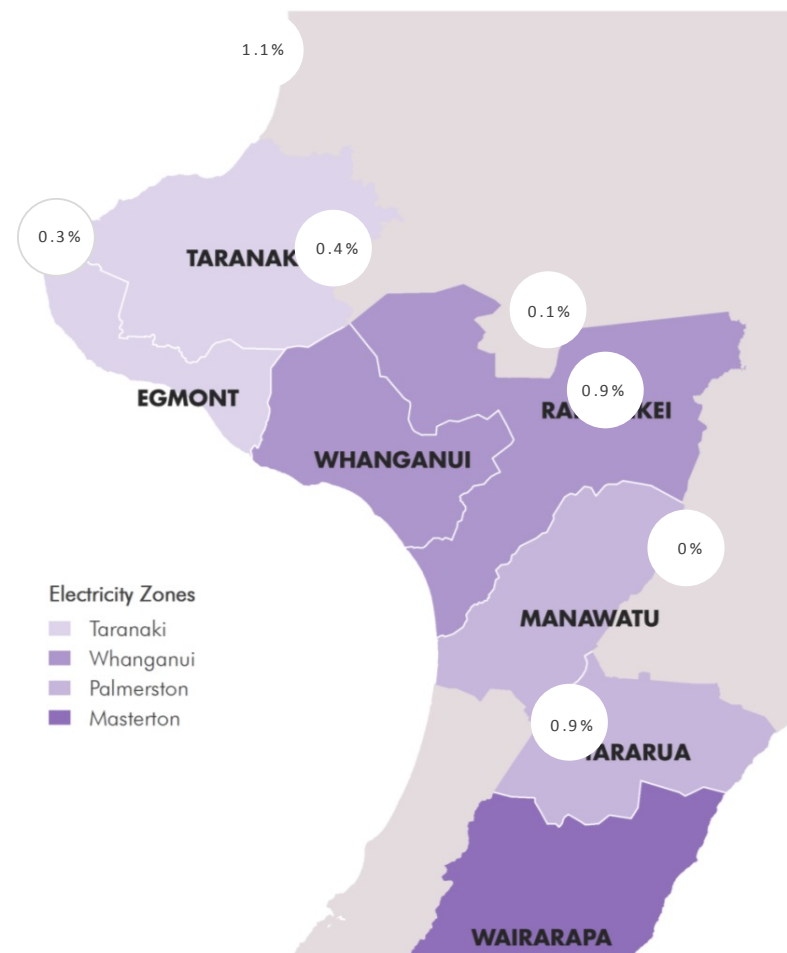 1.1%
0.3%
TARANAK
0.4%
0.1%
0.9%
RA
KEI
EGMONT
WHANGANUI
0%
Electricity Zones
Taranaki
Whanganui
Palmerston
Masterton
MANAWATU
0.9%
ARARUA
WAIRARAPA